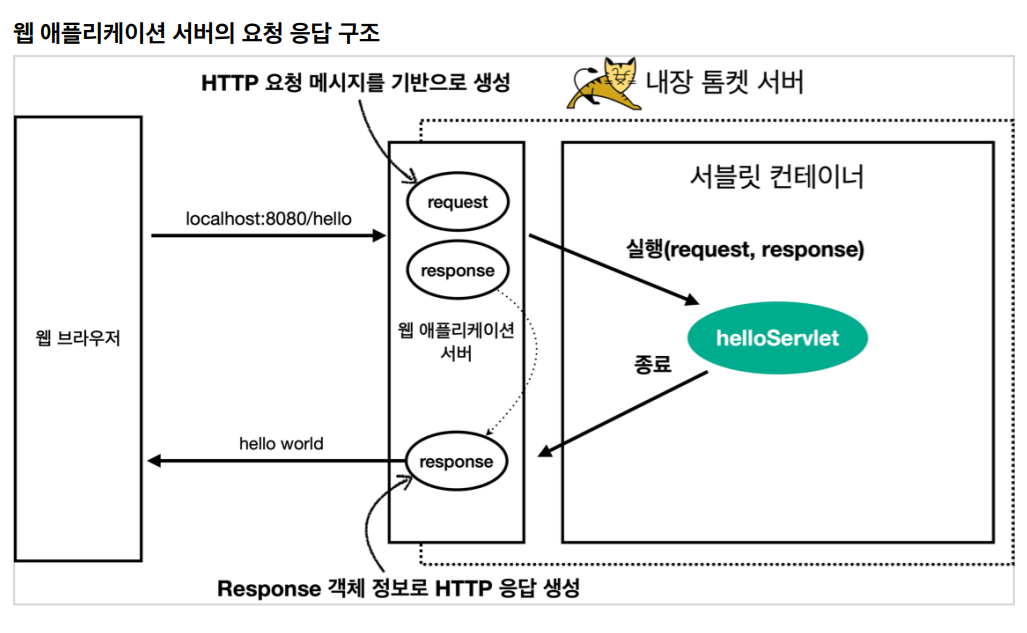 웹 애플리케이션 서버의 요청 응답 구조
HTTP 요청 메시지를 기반으로 생성
내장 톰켓 서버
서블릿 컨테이너
request
localhost:8080/hello
실행(request, response)
response
웹 브라우저
웹 애플리케이션
서버
helloServlet
종료
hello world
response
Response 객체 정보로 HTTP 응답 생성